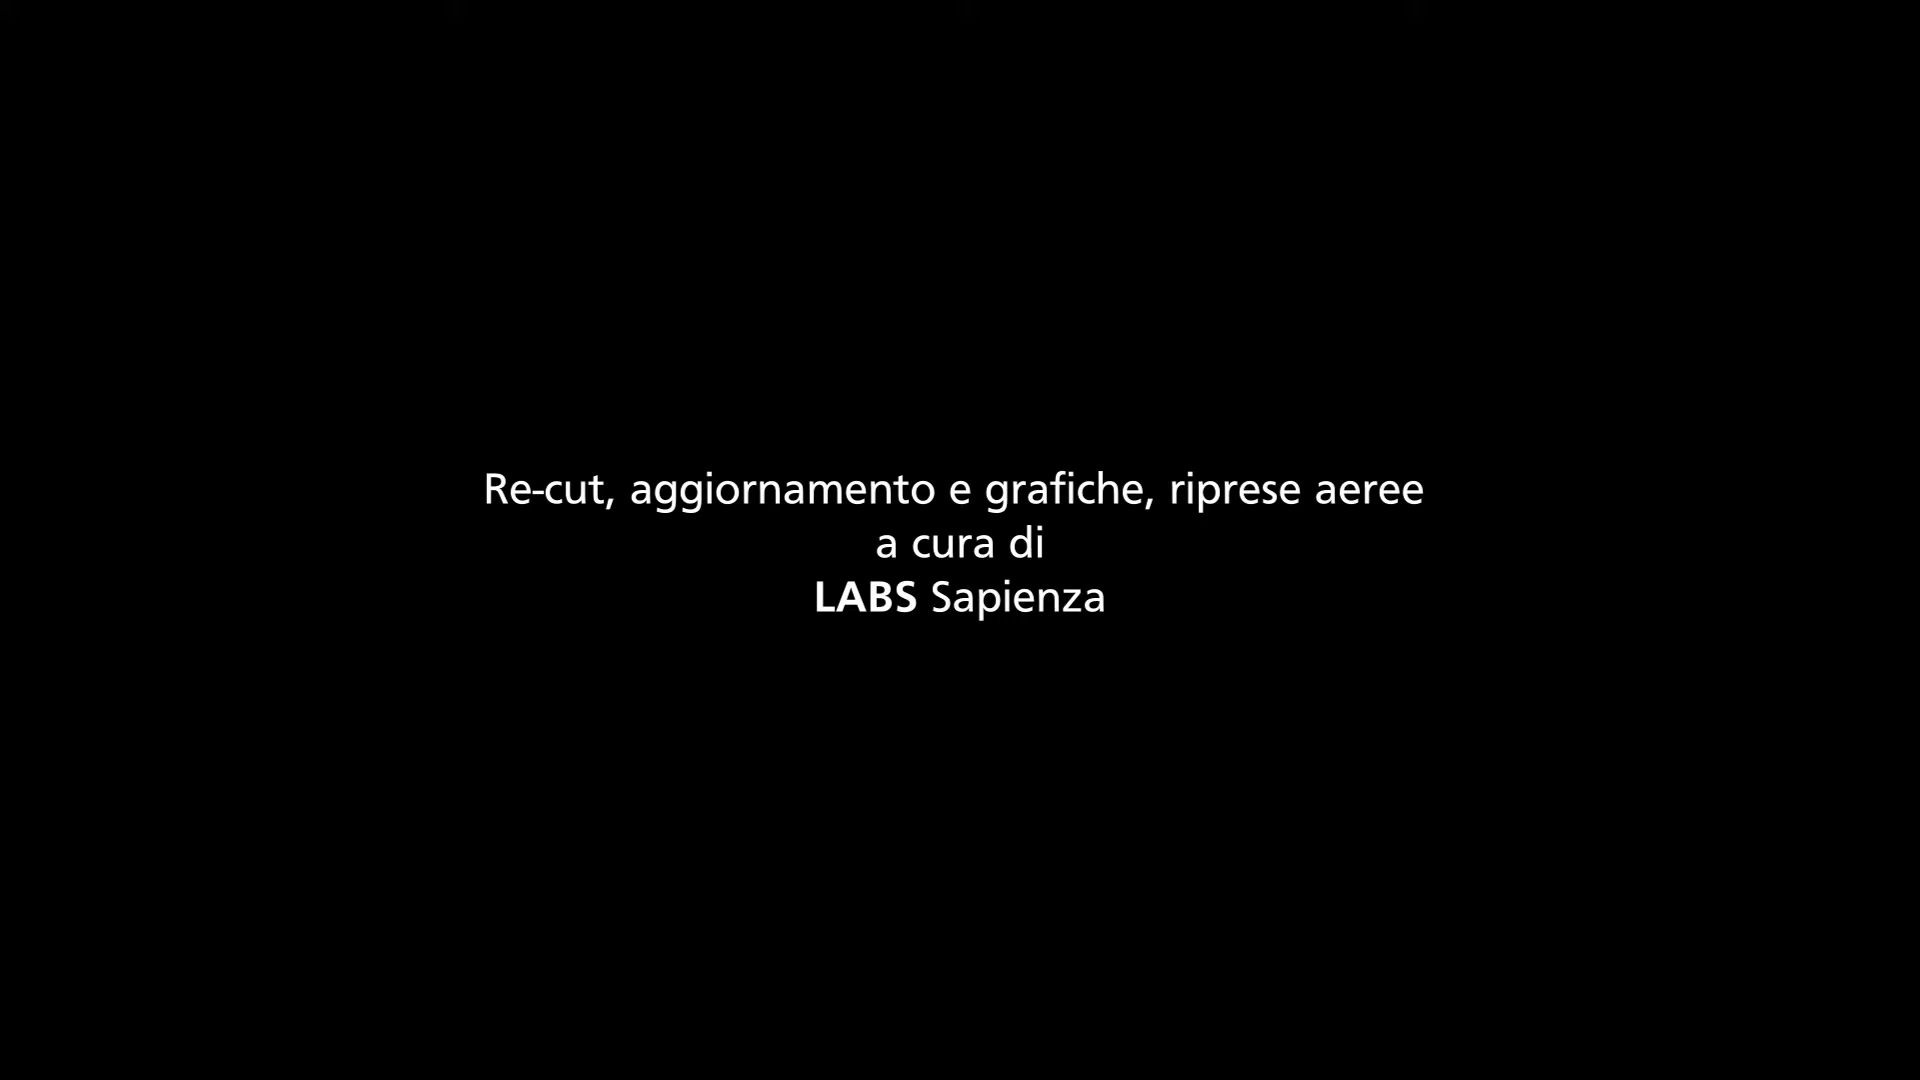 Re-cut, aggiornamento e grafiche, riprese aeree
a cura di
LABS Sapienza